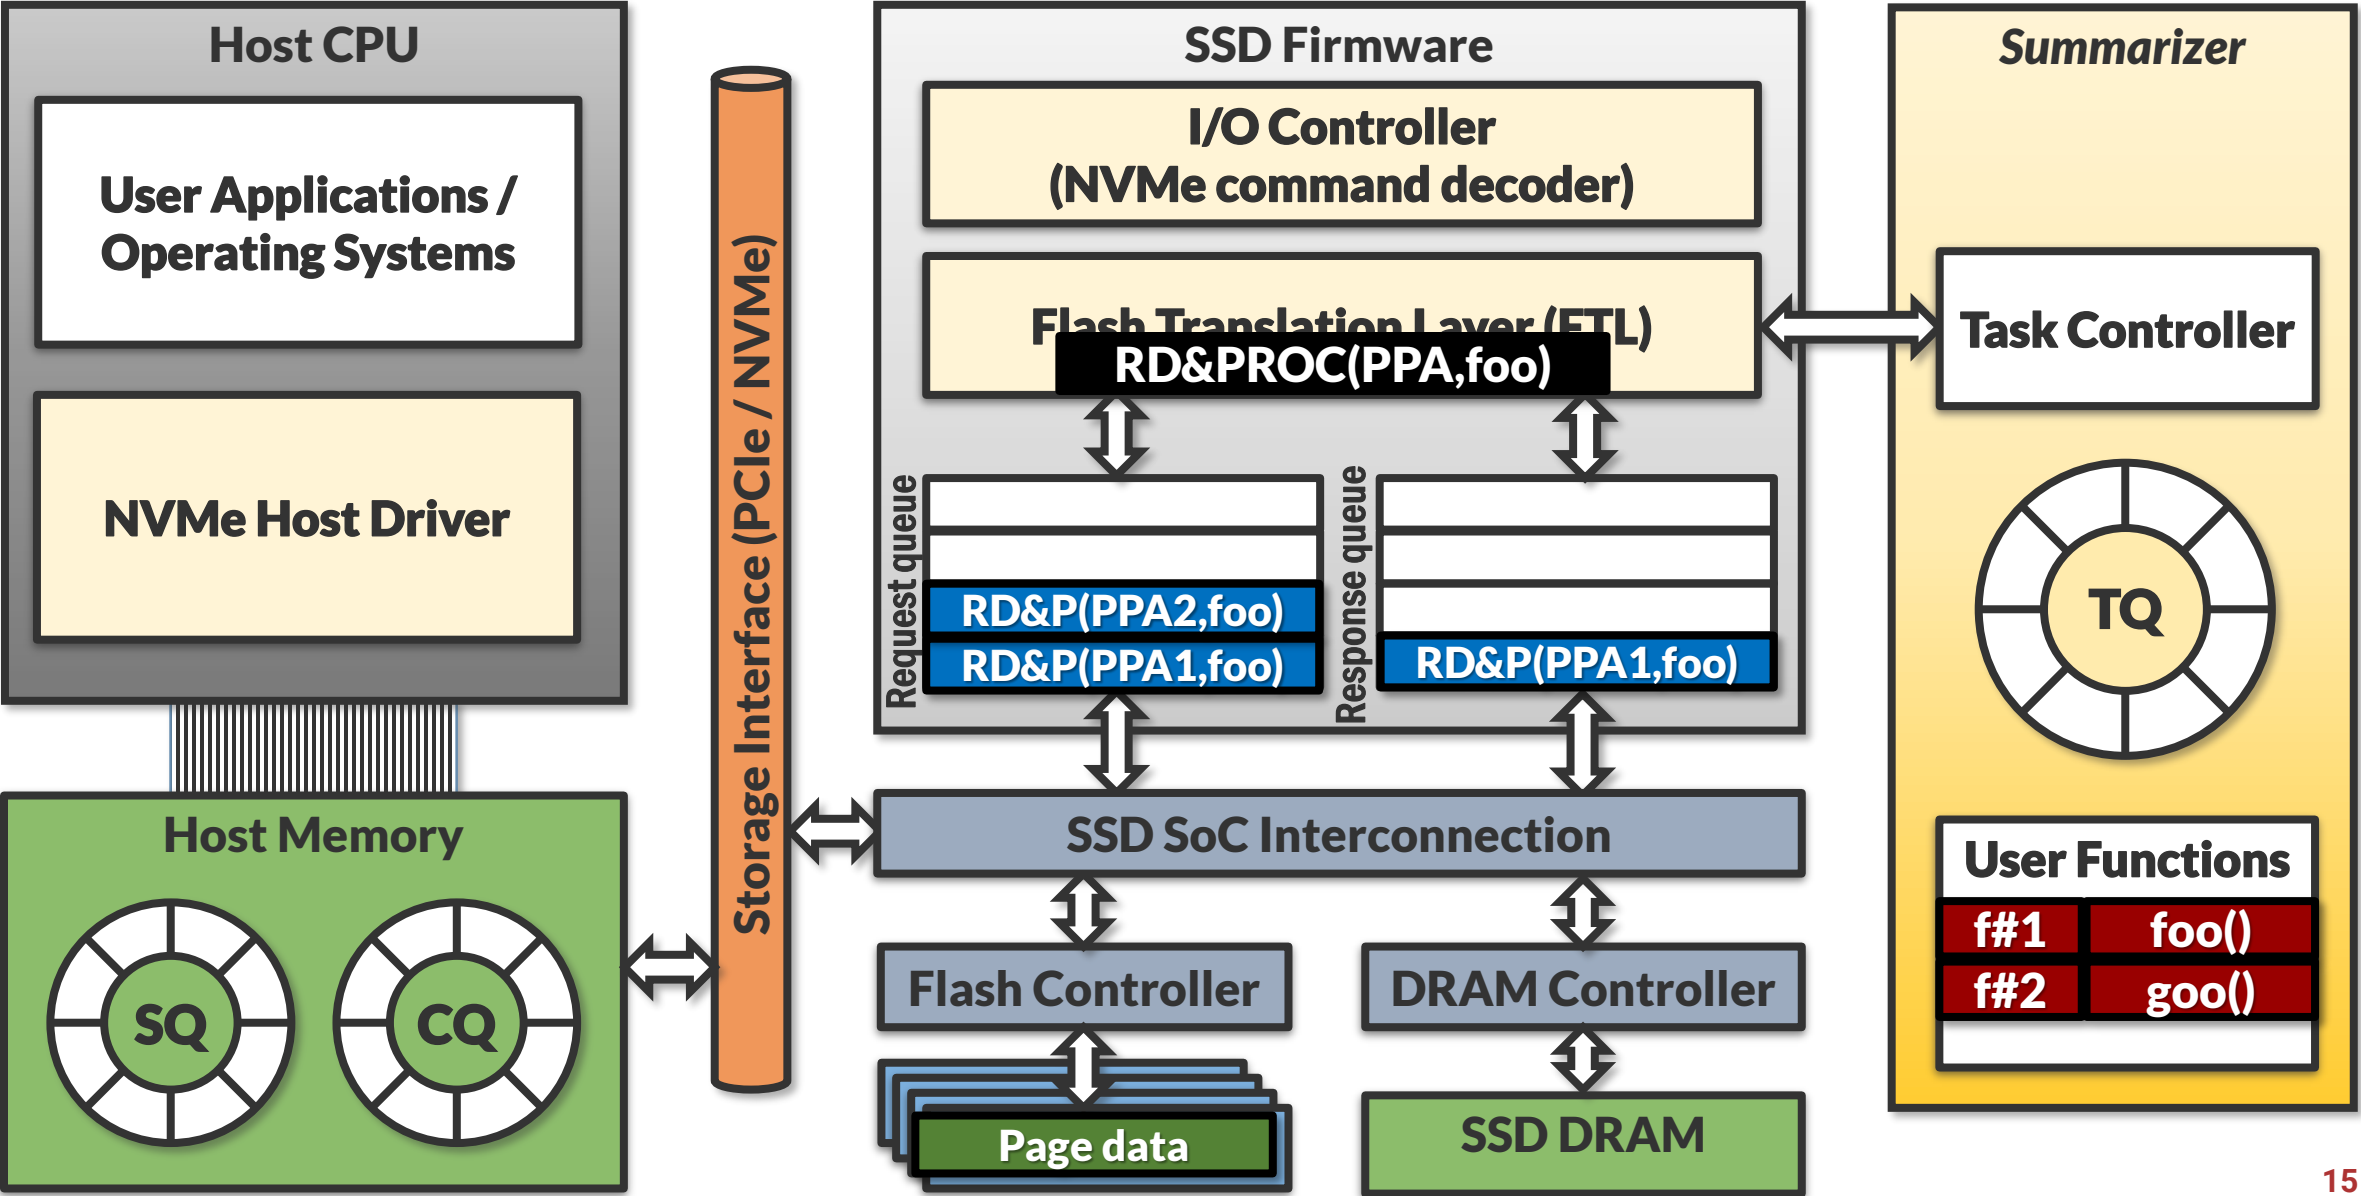 Host CPU
User Applications /
Operating Systems
NVMe Host Driver
Host Memory
SQ
CQ
Storage Interface (PCIe / NVMe)
SSD Firmware
I/O Controller
(NVMe command decoder)
Flash Translation Layer (FTL)
RD&PROC(PPA,foo)
Request queue
RD&P(PPA2,foo)
RD&P(PPA1,foo)
Response queue
RD&P(PPA1,foo)
SSD SoC Interconnection
Flash Controller
DRAM Controller
Page data
SSD DRAM
Summarizer
Task Controller
TQ
User Functions
f#1 foo()
f#2 goo()
15